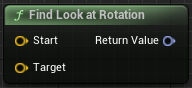 f Find Look at Rotation
Start Return Value
Target